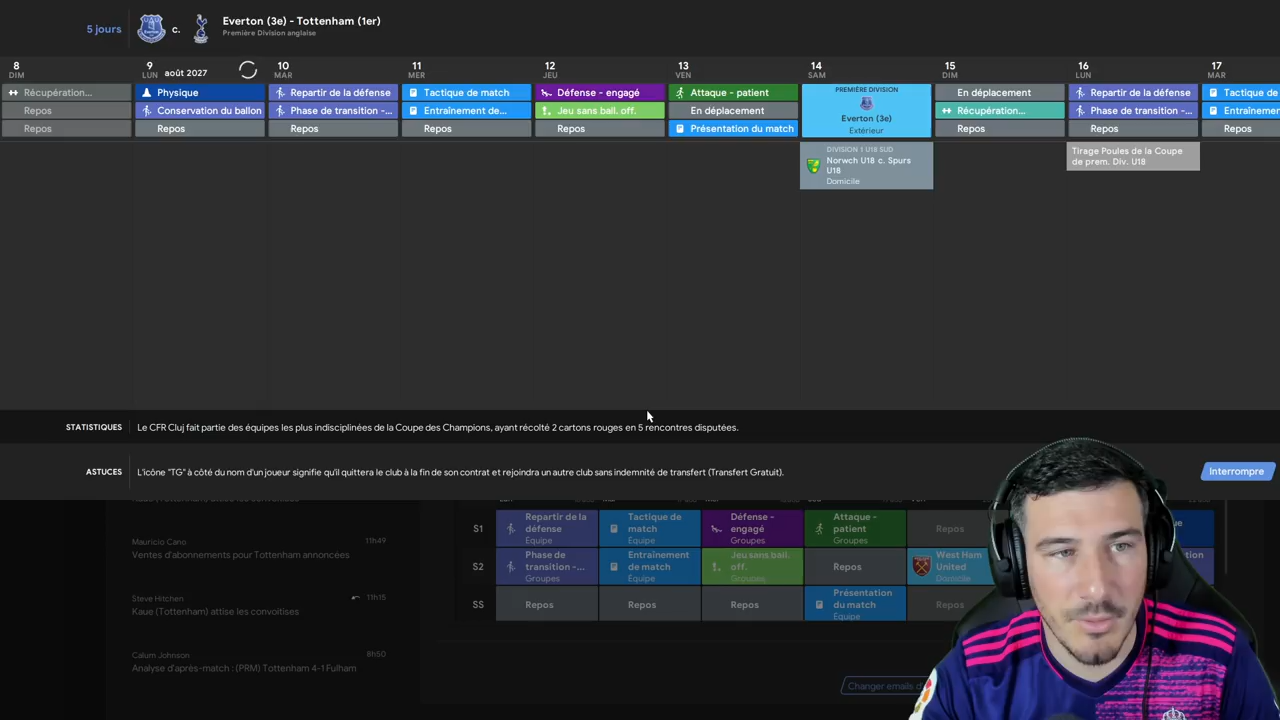 5 jours
c.
Everton (3e) - Tottenham (1er)
Première Division anglaise
8 DIM
9 LUN août 2027
10 MAR
11 MER
12 JEU
13 VEN
14 SAM
15 DIM
16 LUN
17 MAR
Récupération...
Physique
Repartir de la défense
Tactique de match
Défense - engagé
Attaque - patient
PREMIÈRE DIVISION
Everton (3e)
Extérieur
En déplacement
Repartir de la défense
Tactique de
Repos
Conservation du ballon
Phase de transition -...
Entraînement de...
Jeu sans ball. off.
En déplacement
Récupération...
Phase de transition -...
Entraînemen
Repos
Repos
Repos
Repos
Repos
Présentation du match
Repos
Repos
Repos
DIVISION 1 U18 SUD
Norwch U18 c. Spurs
U18
Domicile
Tirage Poules de la Coupe
de prem. Div. U18
STATISTIQUES
Le CFR Cluj fait partie des équipes les plus indisciplinées de la Coupe des Champions, ayant récolté 2 cartons rouges en 5 rencontres disputées.
ASTUCES
L'icône "TG" à côté du nom d'un joueur signifie qu'il quittera le club à la fin de son contrat et rejoindra un autre club sans indemnité de transfert (Transfert Gratuit).
Interrompre
Mauricio Cano
11h49
Ventes d'abonnements pour Tottenham annoncées
Steve Hitchen
11h15
Kaue (Tottenham) attise les convoitises
Calum Johnson
8h50
Analyse d'après-match : (PRM) Tottenham 4-1 Fulham
S1
Repartir de la
défense
Équipe
Tactique de
match
Équipe
Défense -
engagé
Groupes
Attaque -
patient
Groupes
Repos
S2
Phase de
transition -...
Groupes
Entraînement
de match
Équipe
Jeu sans ball.
off.
Groupes
Repos
West Ham
United
Domicile
SS
Repos
Repos
Repos
Présentation
du match
Équipe
Repos
Changer emails d